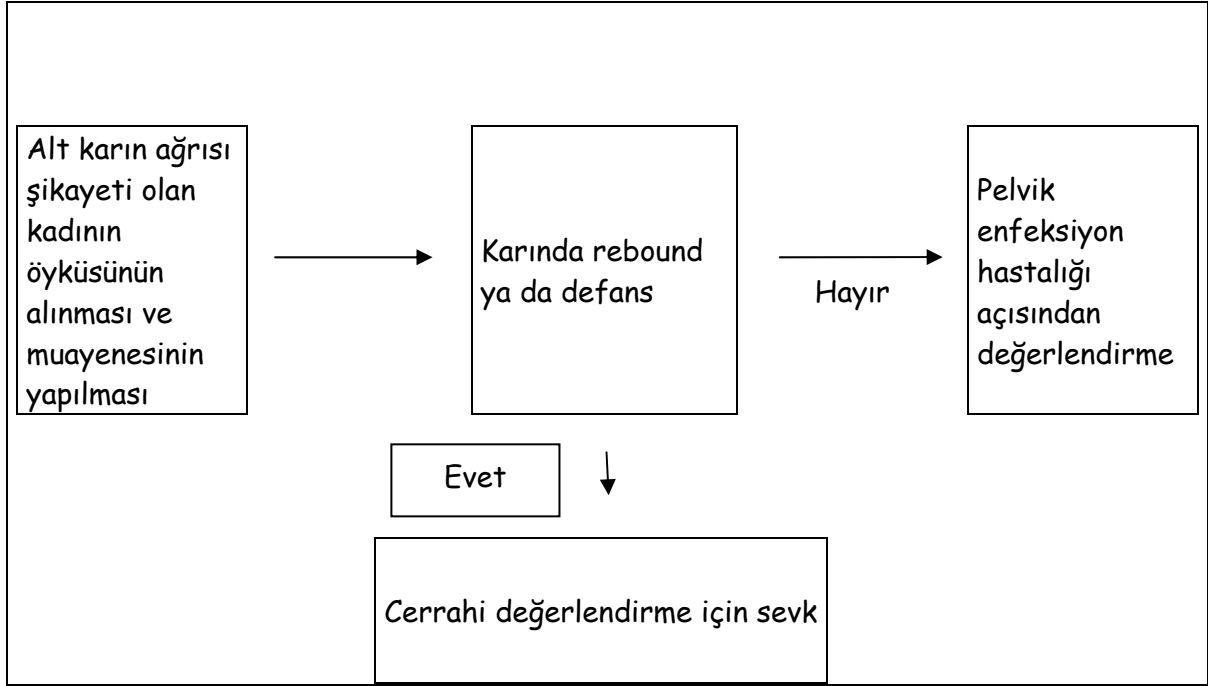 Alt karın ağrısı
şikayeti olan
kadının
öyküsünün
alınması ve
muayenesinin
yapılması
Karında rebound
ya da defans
Hayır
Pelvik
enfeksiyon
hastalığı
açısından
değerlendirme
Evet
Cerrahi değerlendirme için sevk